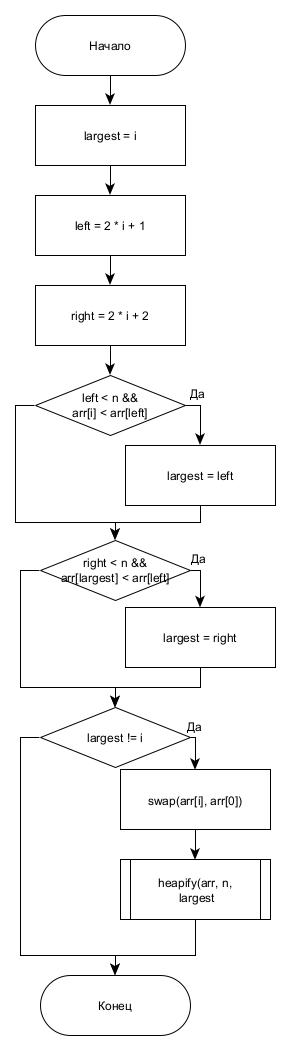 Начало
largest = i
left = 2 * i + 1
right = 2 * i + 2
left < n &&
arr[i] < arr[left]
Да
largest = left
right < n &&
arr[largest] < arr[left]
Да
largest = right
largest != i
Да
swap(arr[i], arr[0])
heapify(arr, n,
largest
Конец